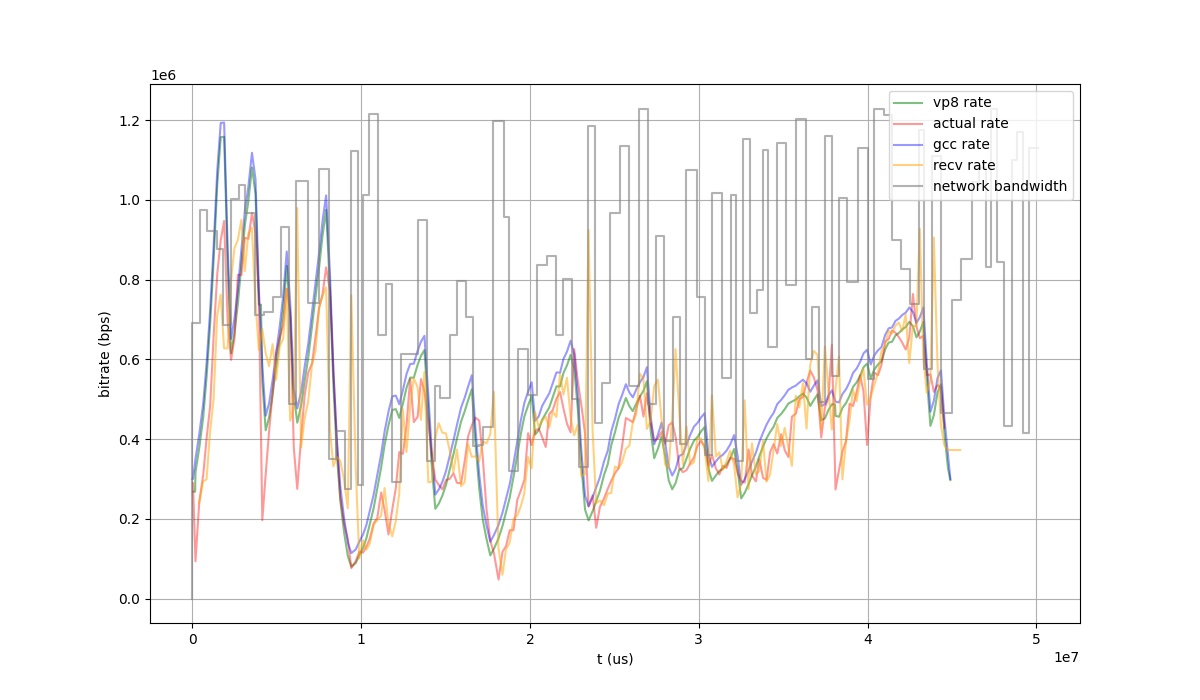 1e6
1.2
1.0
0.8
0.6
0.4
0.2
0.0
bitrate (bps)
vp8 rate
actual rate
gcc rate
recv rate
network bandwidth
0 1 2 3 4 5
t (us)
1e7